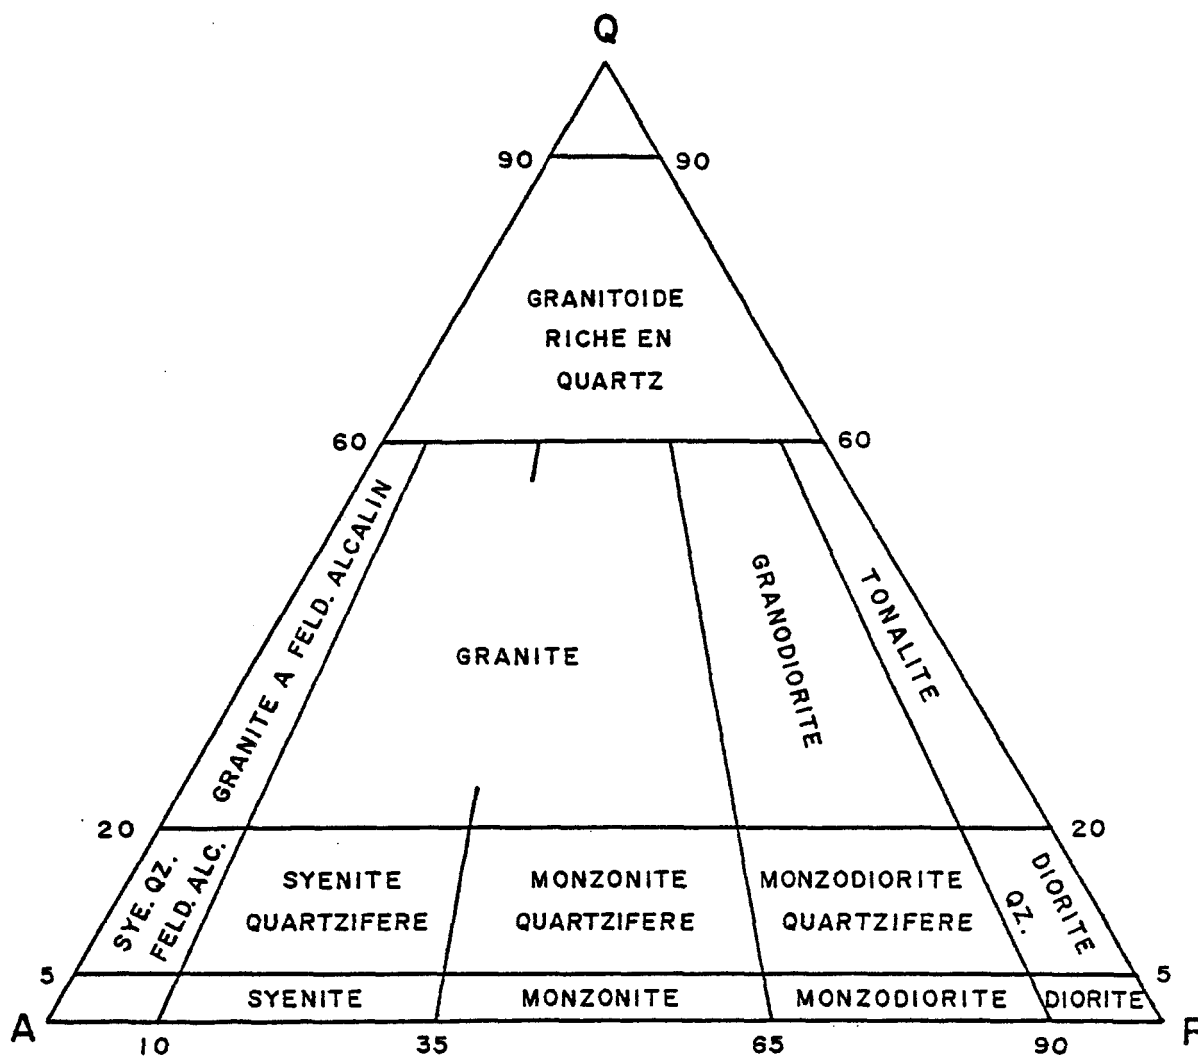 Q
90 90
GRANITOIDE
RICHE EN
QUARTZ
60 60
GRANITE A FELD. ALCALIN
GRANITE
GRANODIORITE
TONALITE
20 20
SYE. QZ.
FELD. ALC.
SYENITE
QUARTZIFERE
MONZONITE
QUARTZIFERE
MONZODIORITE
QUARTZIFERE
DIORITE
QZ.
5 5
SYENITE MONZONITE MONZODIORITE DIORITE
A P
10 35 65 90